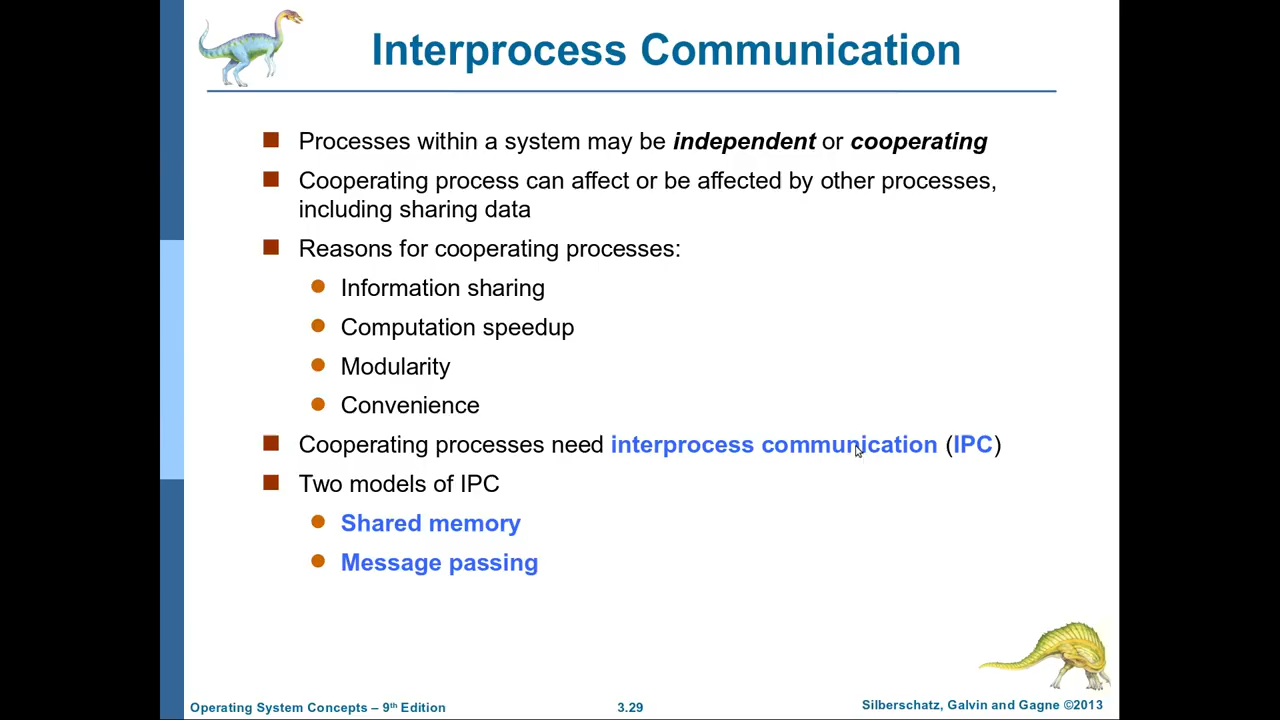 Interprocess Communication
Processes within a system may be independent or cooperating
Cooperating process can affect or be affected by other processes,
including sharing data
Reasons for cooperating processes:
Information sharing
Computation speedup
Modularity
Convenience
Cooperating processes need interprocess communication (IPC)
Two models of IPC
Shared memory
Message passing
Operating System Concepts – 9th Edition
3.29
Silberschatz, Galvin and Gagne ©2013